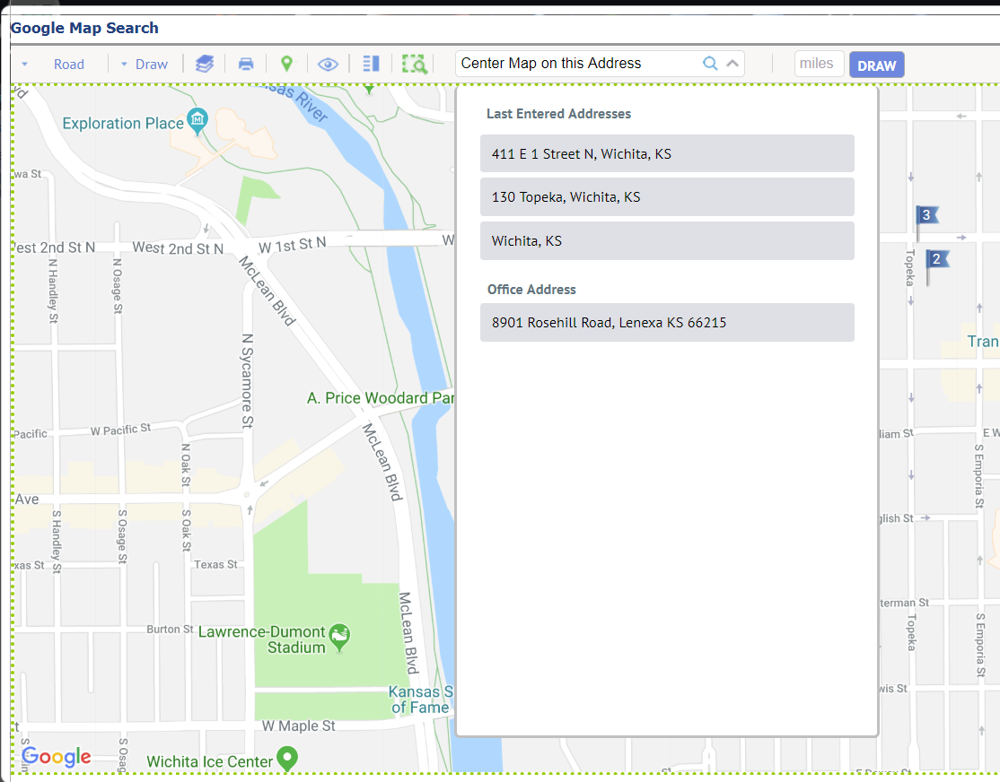 Google Map Search
Road
Draw
Center Map on this Address
miles
DRAW
Last Entered Addresses
411 E 1 Street N, Wichita, KS
130 Topeka, Wichita, KS
Wichita, KS
Office Address
8901 Rosehill Road, Lenexa KS 66215
Exploration Place
sas River
wa St
est 2nd St N
West 2nd St N
W 1st St N
W
N Handley St
N Osage St
McLean Blvd
N Sycamore St
A. Price Woodard Par
Pacific
W Pacific St
N Oak St
McLean Blvd
Ave
S Handley St
S Osage St
S Oak St
xas St
Texas St
Burton St
Lawrence-Dumont
Stadium
McLean Blvd
Kansas S
of Fame
W Maple St
S Osag
Google
Wichita Ice Center
3
2
Topeka
Tran
liam St
E W
S Emporia St
glish St
terman St
Topeka
S Emporia St
wis St
St